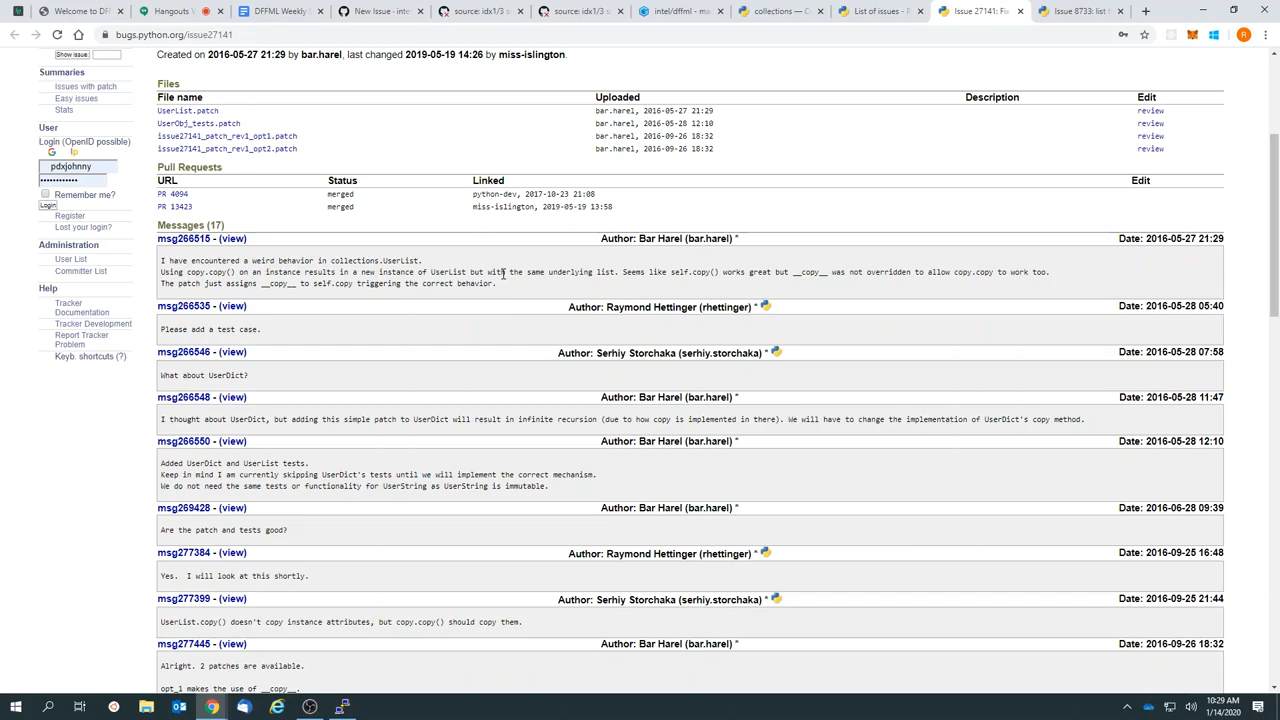 Welcome to DF
Hangouts V
DFFML Weekly
New Issue · inte
source: idx1/3 s
source: idx3/3 s
intel/dffml - ma
collections — C
List of issues - P
Issue 27141: Fi
Issue 8733: list t
bugs.python.org/issue27141
Show issue:
Created on 2016-05-27 21:29 by bar.harel, last changed 2019-05-19 14:26 by miss-islington.
Summaries
Issues with patch
Easy issues
Stats
User
Login (OpenID possible)
pdxjohnny
••••••••••••
Remember me?
Login
Register
Lost your login?
Administration
User List
Committer List
Help
Tracker Documentation
Tracker Development
Report Tracker Problem
Keyb. shortcuts (?)
Files
File name Uploaded Description Edit
UserList.patch bar.harel, 2016-05-27 21:29 review
UserObj_tests.patch bar.harel, 2016-05-28 12:10 review
issue27141_patch_rev1_opt1.patch bar.harel, 2016-09-26 18:32 review
issue27141_patch_rev1_opt2.patch bar.harel, 2016-09-26 18:32 review
Pull Requests
URL Status Linked Edit
PR 4094 merged python-dev, 2017-10-23 21:08
PR 13423 merged miss-islington, 2019-05-19 13:58
Messages (17)
msg266515 - (view) Author: Bar Harel (bar.harel) * Date: 2016-05-27 21:29
I have encountered a weird behavior in collections.UserList.
Using copy.copy() on an instance results in a new instance of UserList but with the same underlying list. Seems like self.copy() works great but __copy__ was not overridden to allow copy.copy to work too.
The patch just assigns __copy__ to self.copy triggering the correct behavior.
msg266535 - (view) Author: Raymond Hettinger (rhettinger) * Date: 2016-05-28 05:40
Please add a test case.
msg266546 - (view) Author: Serhiy Storchaka (serhiy.storchaka) * Date: 2016-05-28 07:58
What about UserDict?
msg266548 - (view) Author: Bar Harel (bar.harel) * Date: 2016-05-28 11:47
I thought about UserDict, but adding this simple patch to UserDict will result in infinite recursion (due to how copy is implemented in there). We will have to change the implementation of UserDict's copy method.
msg266550 - (view) Author: Bar Harel (bar.harel) * Date: 2016-05-28 12:10
Added UserDict and UserList tests.
Keep in mind I am currently skipping UserDict's tests until we will implement the correct mechanism.
We do not need the same tests or functionality for UserString as UserString is immutable.
msg269428 - (view) Author: Bar Harel (bar.harel) * Date: 2016-06-28 09:39
Are the patch and tests good?
msg277384 - (view) Author: Raymond Hettinger (rhettinger) * Date: 2016-09-25 16:48
Yes. I will look at this shortly.
msg277399 - (view) Author: Serhiy Storchaka (serhiy.storchaka) * Date: 2016-09-25 21:44
UserList.copy() doesn't copy instance attributes, but copy.copy() should copy them.
msg277445 - (view) Author: Bar Harel (bar.harel) * Date: 2016-09-26 18:32
Alright. 2 patches are available.
opt_1 makes the use of __copy__.
10:29 AM
1/14/2020